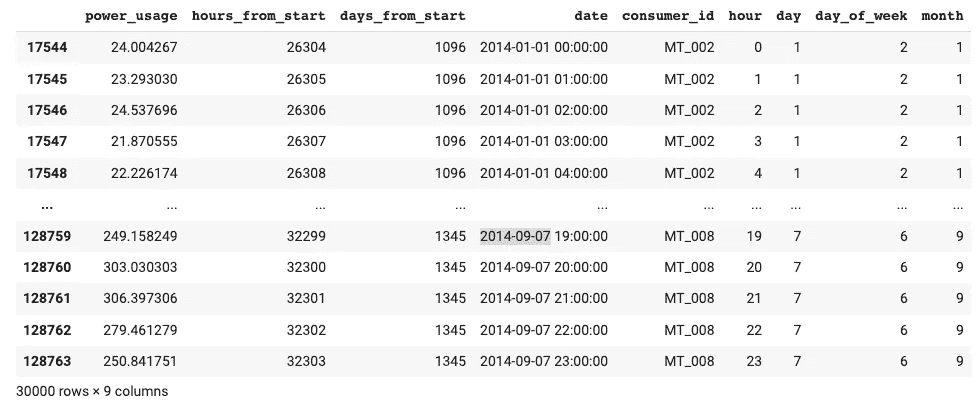 power_usage hours_from_start days_from_start date consumer_id hour day day_of_week month
17544 24.004267 26304 1096 2014-01-01 00:00:00 MT_002 0 1 2 1
17545 23.293030 26305 1096 2014-01-01 01:00:00 MT_002 1 1 2 1
17546 24.537696 26306 1096 2014-01-01 02:00:00 MT_002 2 1 2 1
17547 21.870555 26307 1096 2014-01-01 03:00:00 MT_002 3 1 2 1
17548 22.226174 26308 1096 2014-01-01 04:00:00 MT_002 4 1 2 1
... ... ... ... ... ... ... ... ... ...
128759 249.158249 32299 1345 2014-09-07 19:00:00 MT_008 19 7 6 9
128760 303.030303 32300 1345 2014-09-07 20:00:00 MT_008 20 7 6 9
128761 306.397306 32301 1345 2014-09-07 21:00:00 MT_008 21 7 6 9
128762 279.461279 32302 1345 2014-09-07 22:00:00 MT_008 22 7 6 9
128763 250.841751 32303 1345 2014-09-07 23:00:00 MT_008 23 7 6 9
30000 rows × 9 columns